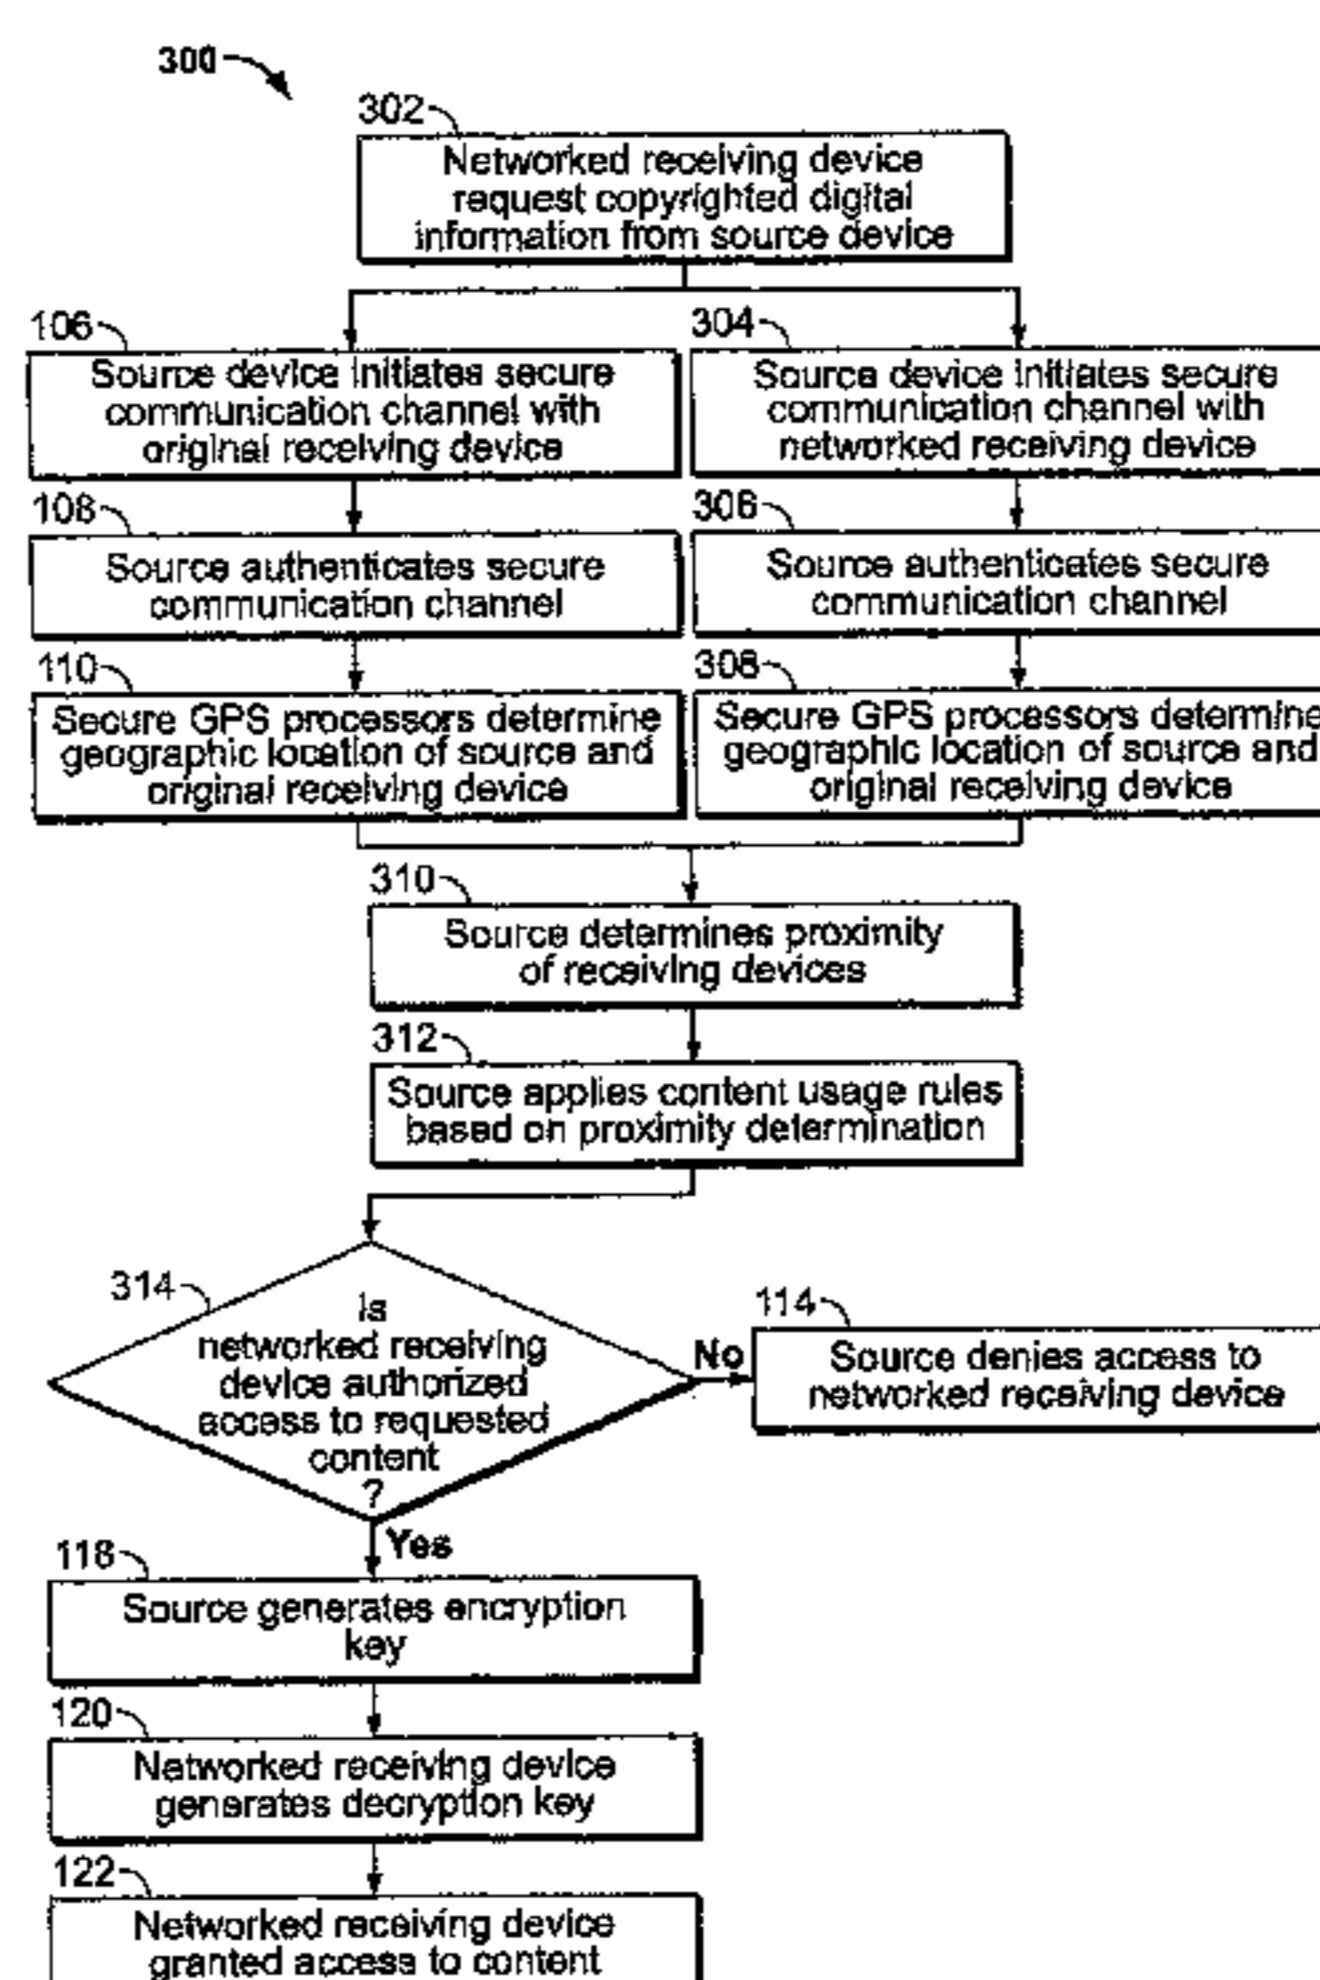 300
302
Networked receiving device
request copyrighted digital
information from source device
106
Source device initiates secure
communication channel with
original receiving device
304
Source device initiates secure
communication channel with
networked receiving device
108
Source authenticates secure
communication channel
306
Source authenticates secure
communication channel
110
Secure GPS processors determine
geographic location of source and
original receiving device
308
Secure GPS processors determine
geographic location of source and
original receiving device
310
Source determines proximity
of receiving devices
312
Source applies content usage rules
based on proximity determination
314
Is
networked receiving
device authorized
access to requested
content
?
No
114
Source denies access to
networked receiving device
Yes
118
Source generates encryption
key
120
Networked receiving device
generates decryption key
122
Networked receiving device
granted access to content